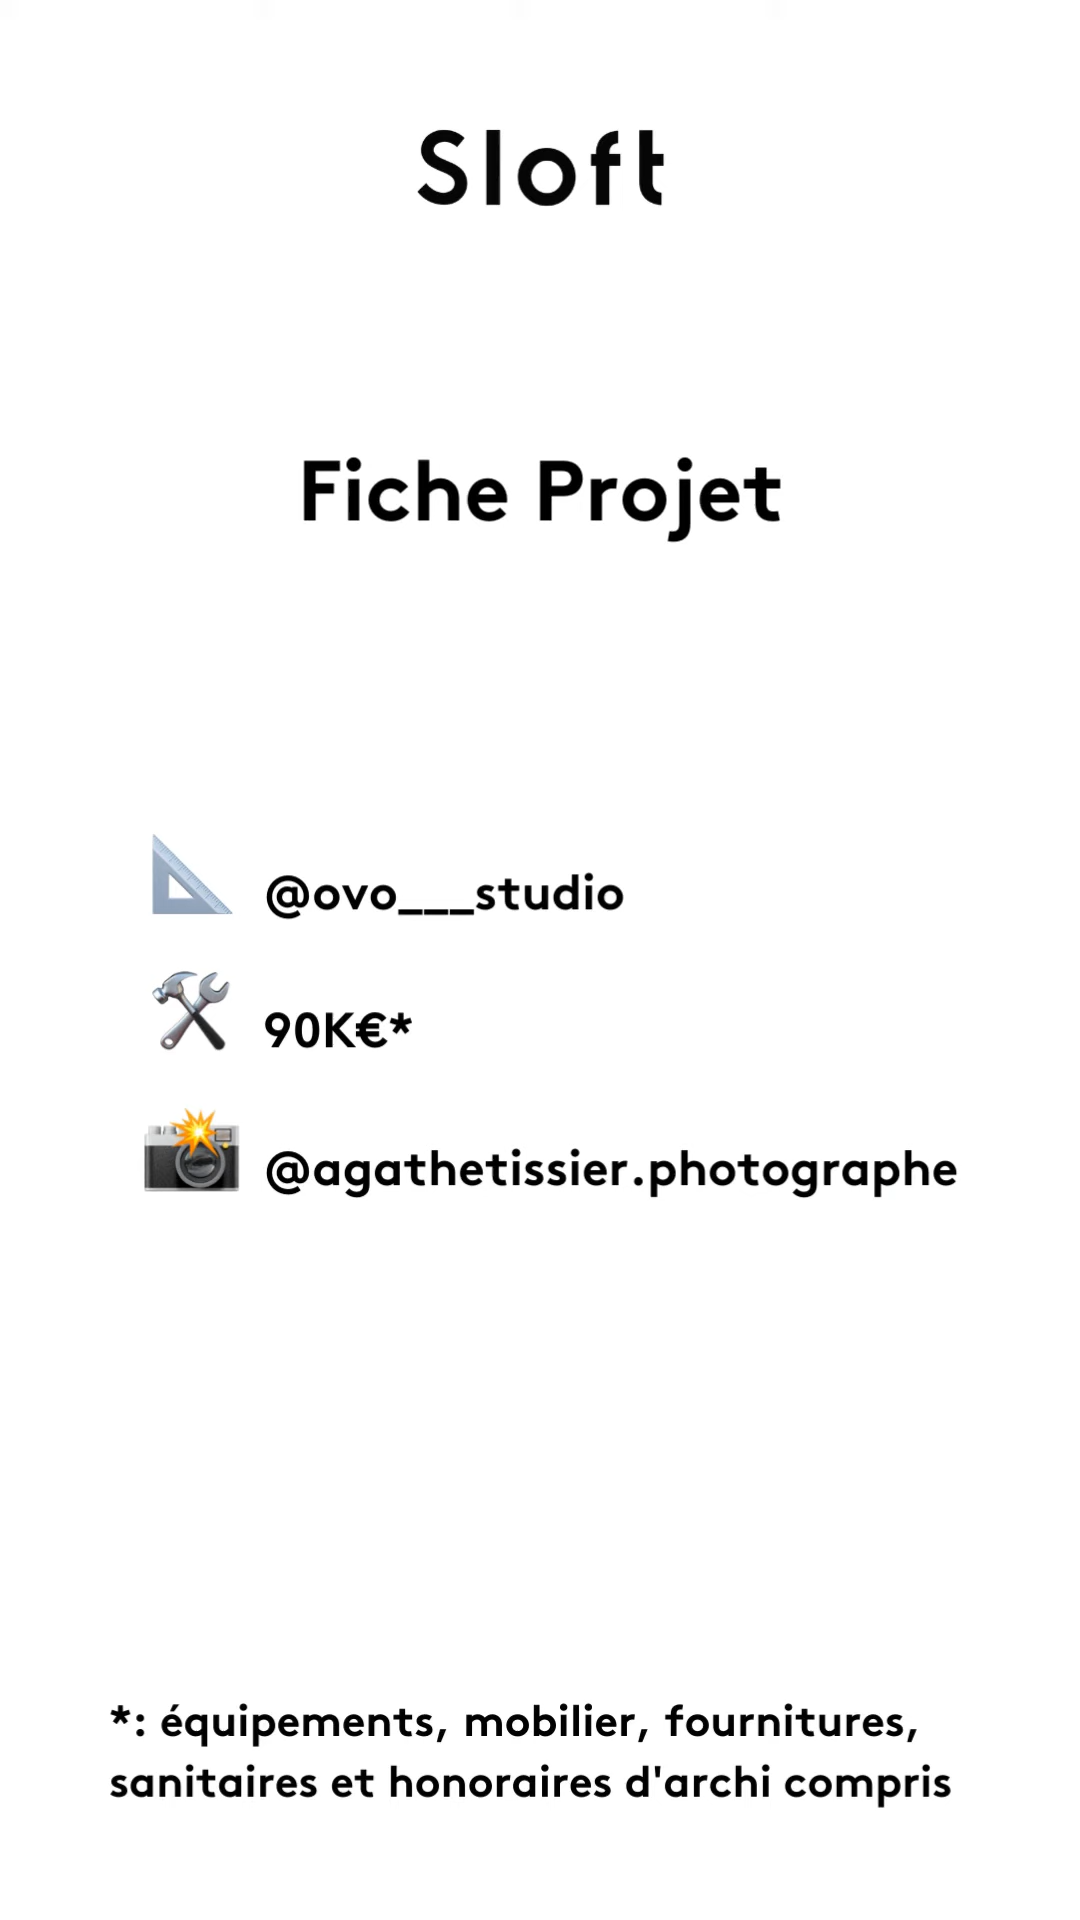 Sloft
Fiche Projet
@ovo___studio
90K€*
@agathetissier.photographe
*: équipements, mobilier, fournitures,
sanitaires et honoraires d'archi compris